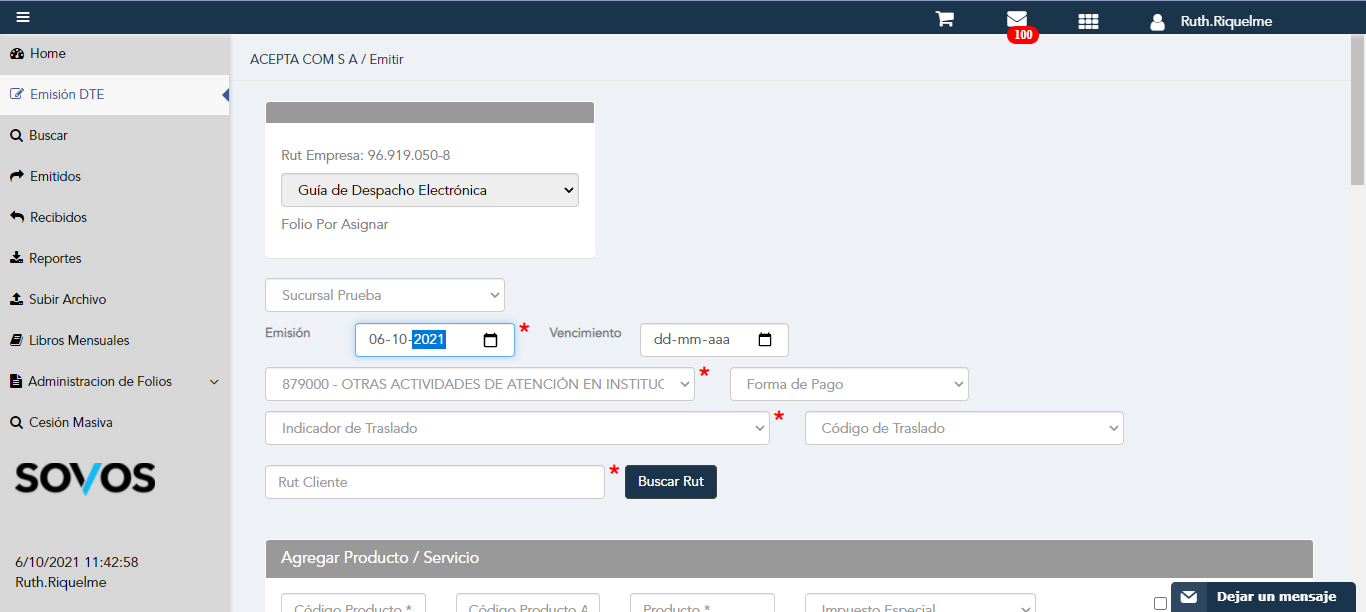 100
Ruth.Riquelme
Home
Emisión DTE
Buscar
Emitidos
Recibidos
Reportes
Subir Archivo
Libros Mensuales
Administracion de Folios
Cesión Masiva
SOVOS
6/10/2021 11:42:58
Ruth.Riquelme
ACEPTA COM S A / Emitir
Rut Empresa: 96.919.050-8
Guía de Despacho Electrónica
Folio Por Asignar
Sucursal Prueba
Emisión 06-10-2021 * Vencimiento dd-mm-aaa
879000 - OTRAS ACTIVIDADES DE ATENCIÓN EN INSTITUC * Forma de Pago
Indicador de Traslado * Código de Traslado
Rut Cliente * Buscar Rut
Agregar Producto / Servicio
Código Producto * Código Producto A Producto * Impuesto Especial
Dejar un mensaje